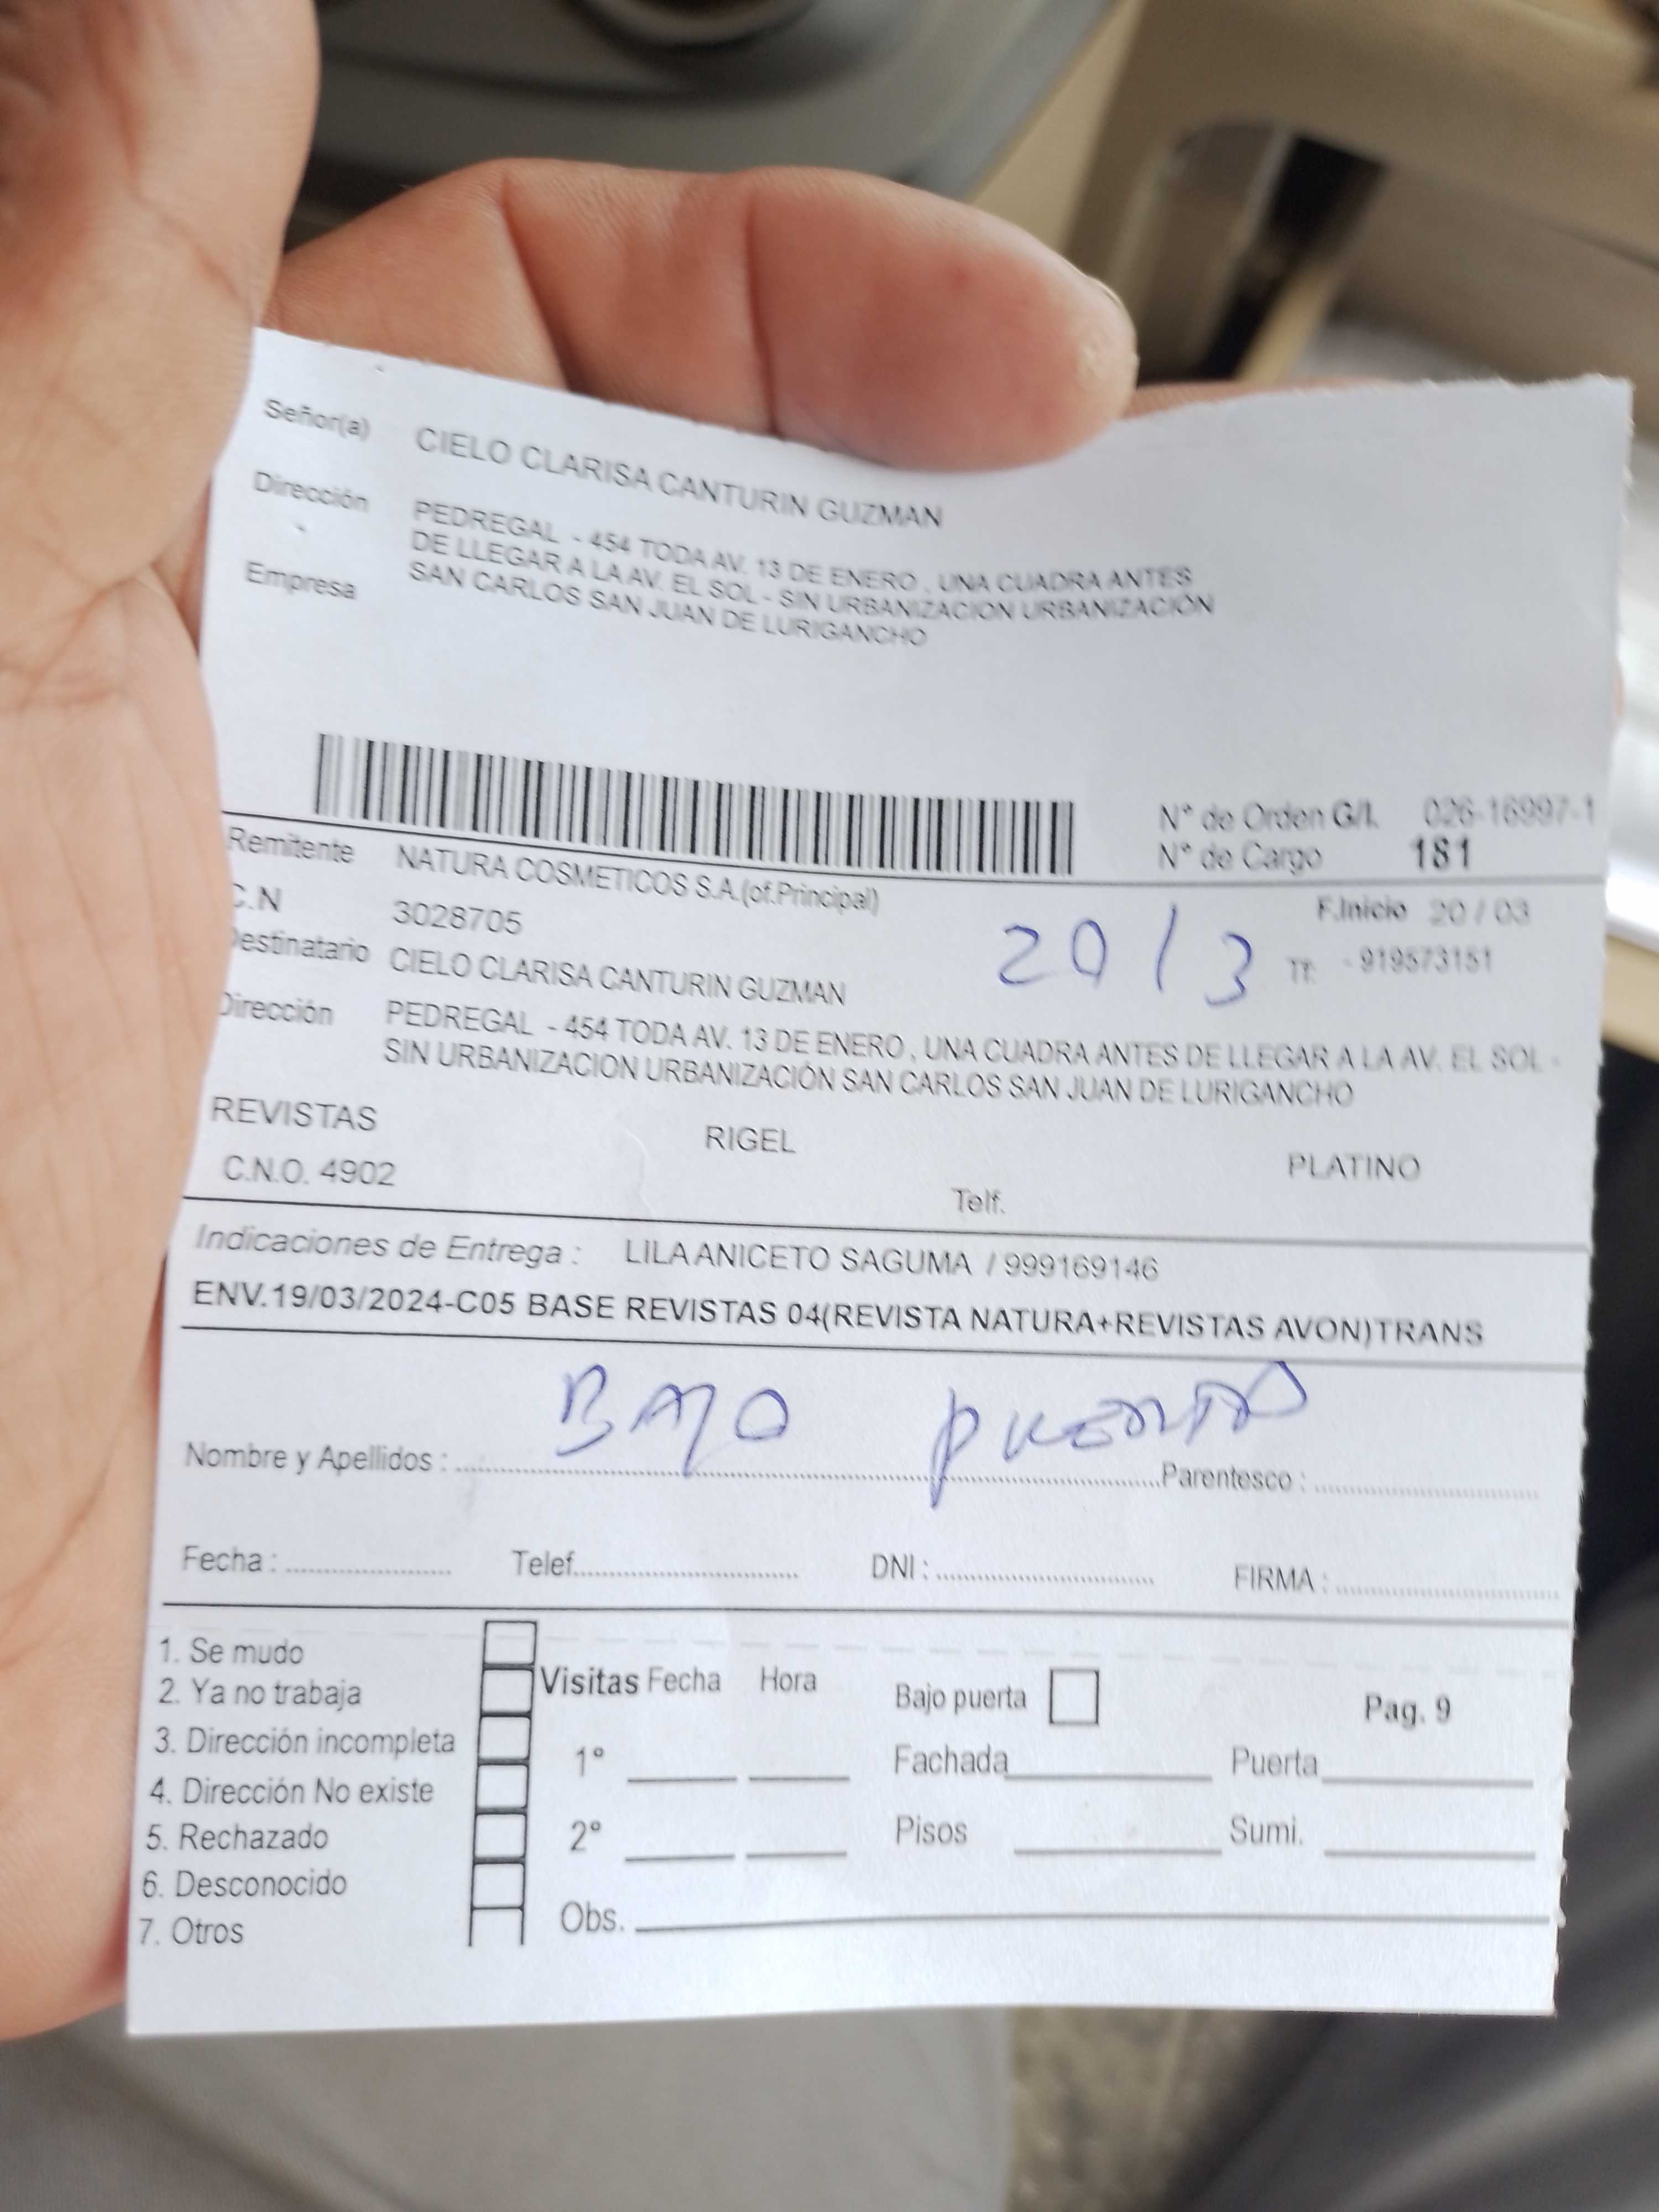 Señor(a) CIELO CLARISA CANTURIN GUZMAN
Dirección PEDREGAL - 454 TODA AV. 13 DE ENERO , UNA CUADRA ANTES
DE LLEGAR A LA AV. EL SOL - SIN URBANIZACION URBANIZACIÓN
Empresa SAN CARLOS SAN JUAN DE LURIGANCHO
N° de Orden G/I. 026-16997-1
N° de Cargo 181
Remitente NATURA COSMETICOS S.A.(of.Principal)
F.Inicio 20 / 03
C.N 3028705
20/3
Tf: - 919573151
Destinatario CIELO CLARISA CANTURIN GUZMAN
Dirección PEDREGAL - 454 TODA AV. 13 DE ENERO , UNA CUADRA ANTES DE LLEGAR A LA AV. EL SOL -
SIN URBANIZACION URBANIZACIÓN SAN CARLOS SAN JUAN DE LURIGANCHO
REVISTAS RIGEL PLATINO
C.N.O. 4902 Telf.
Indicaciones de Entrega : LILA ANICETO SAGUMA / 999169146
ENV.19/03/2024-C05 BASE REVISTAS 04(REVISTA NATURA+REVISTAS AVON)TRANS
BAJO PUERTA
Nombre y Apellidos : Parentesco :
Fecha : Telef. DNI : FIRMA :
1. Se mudo
2. Ya no trabaja
3. Dirección incompleta
4. Dirección No existe
5. Rechazado
6. Desconocido
7. Otros
Visitas Fecha Hora
1°
2°
Obs.
Bajo puerta Pag. 9
Fachada Puerta
Pisos Sumi.